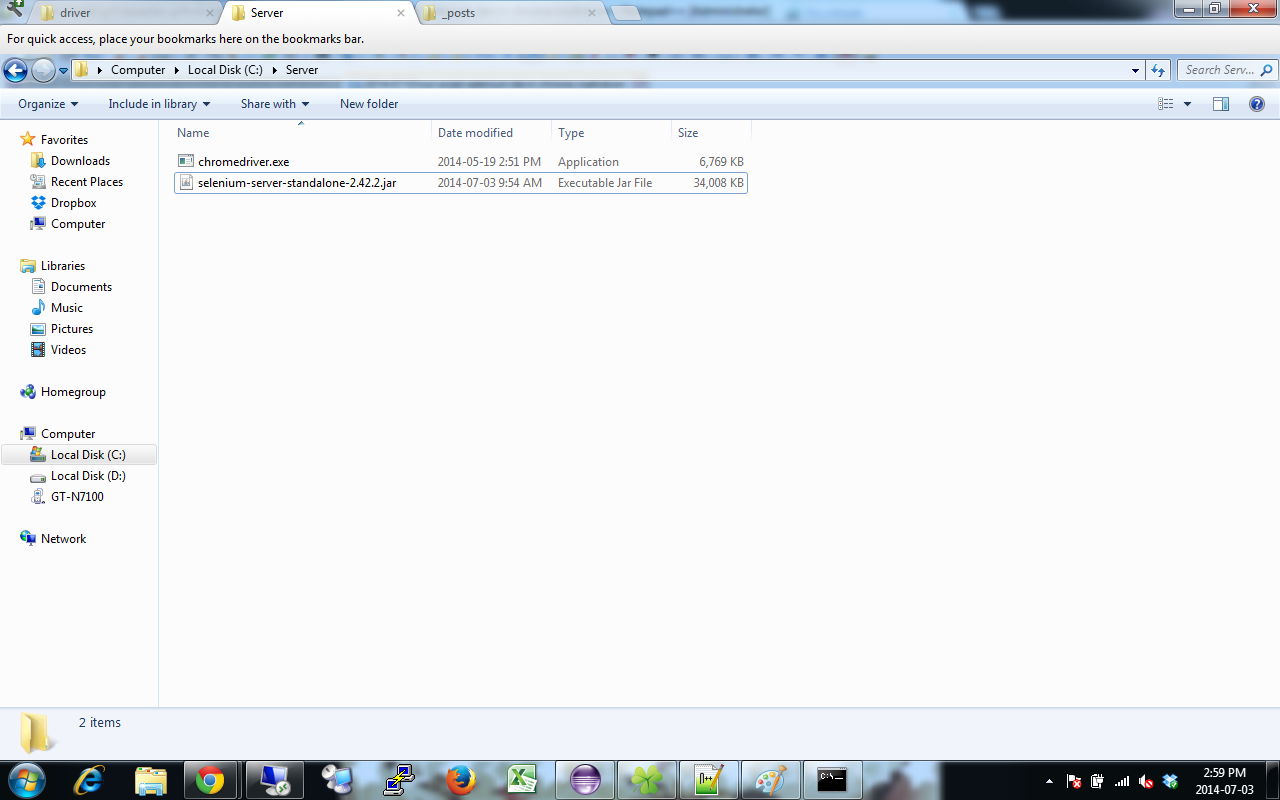 driver
Server
_posts
For quick access, place your bookmarks here on the bookmarks bar.
Computer Local Disk (C:) Server
Search Serv...
Organize Include in library Share with New folder
Name Date modified Type Size
chromedriver.exe 2014-05-19 2:51 PM Application 6,769 KB
selenium-server-standalone-2.42.2.jar 2014-07-03 9:54 AM Executable Jar File 34,008 KB
Favorites
Downloads
Recent Places
Dropbox
Computer
Libraries
Documents
Music
Pictures
Videos
Homegroup
Computer
Local Disk (C:)
Local Disk (D:)
GT-N7100
Network
2 items
C:\
2:59 PM
2014-07-03